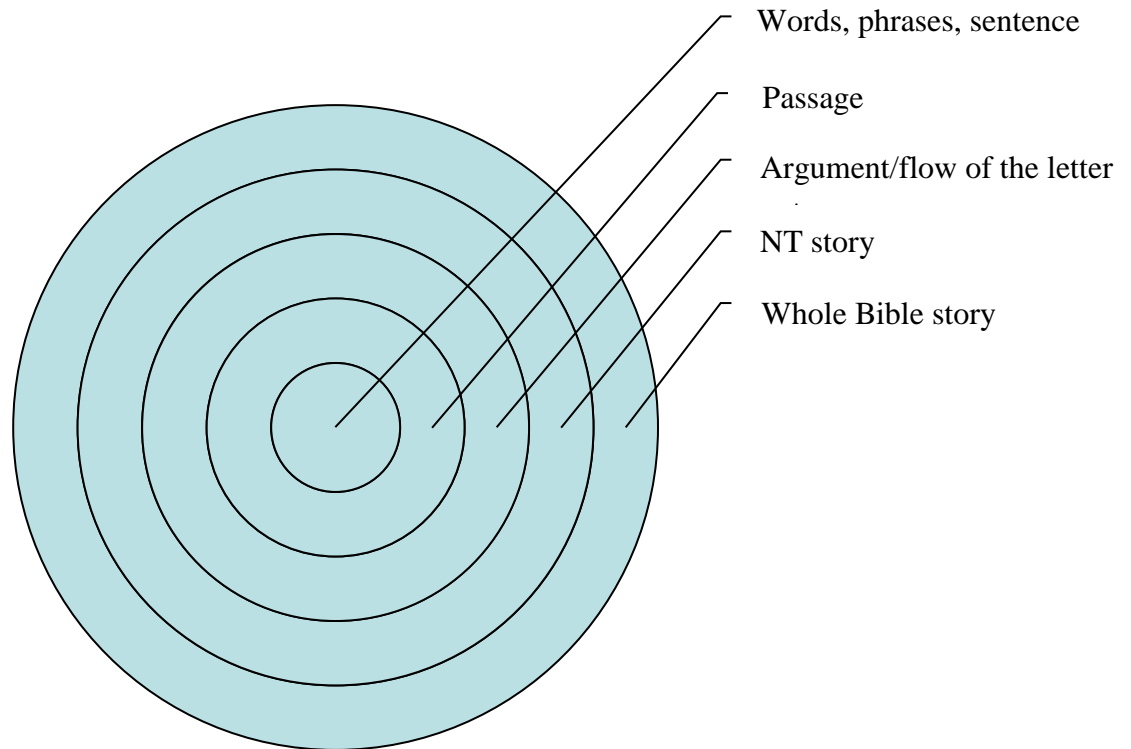 Words, phrases, sentence
Passage
Argument/flow of the letter
NT story
Whole Bible story